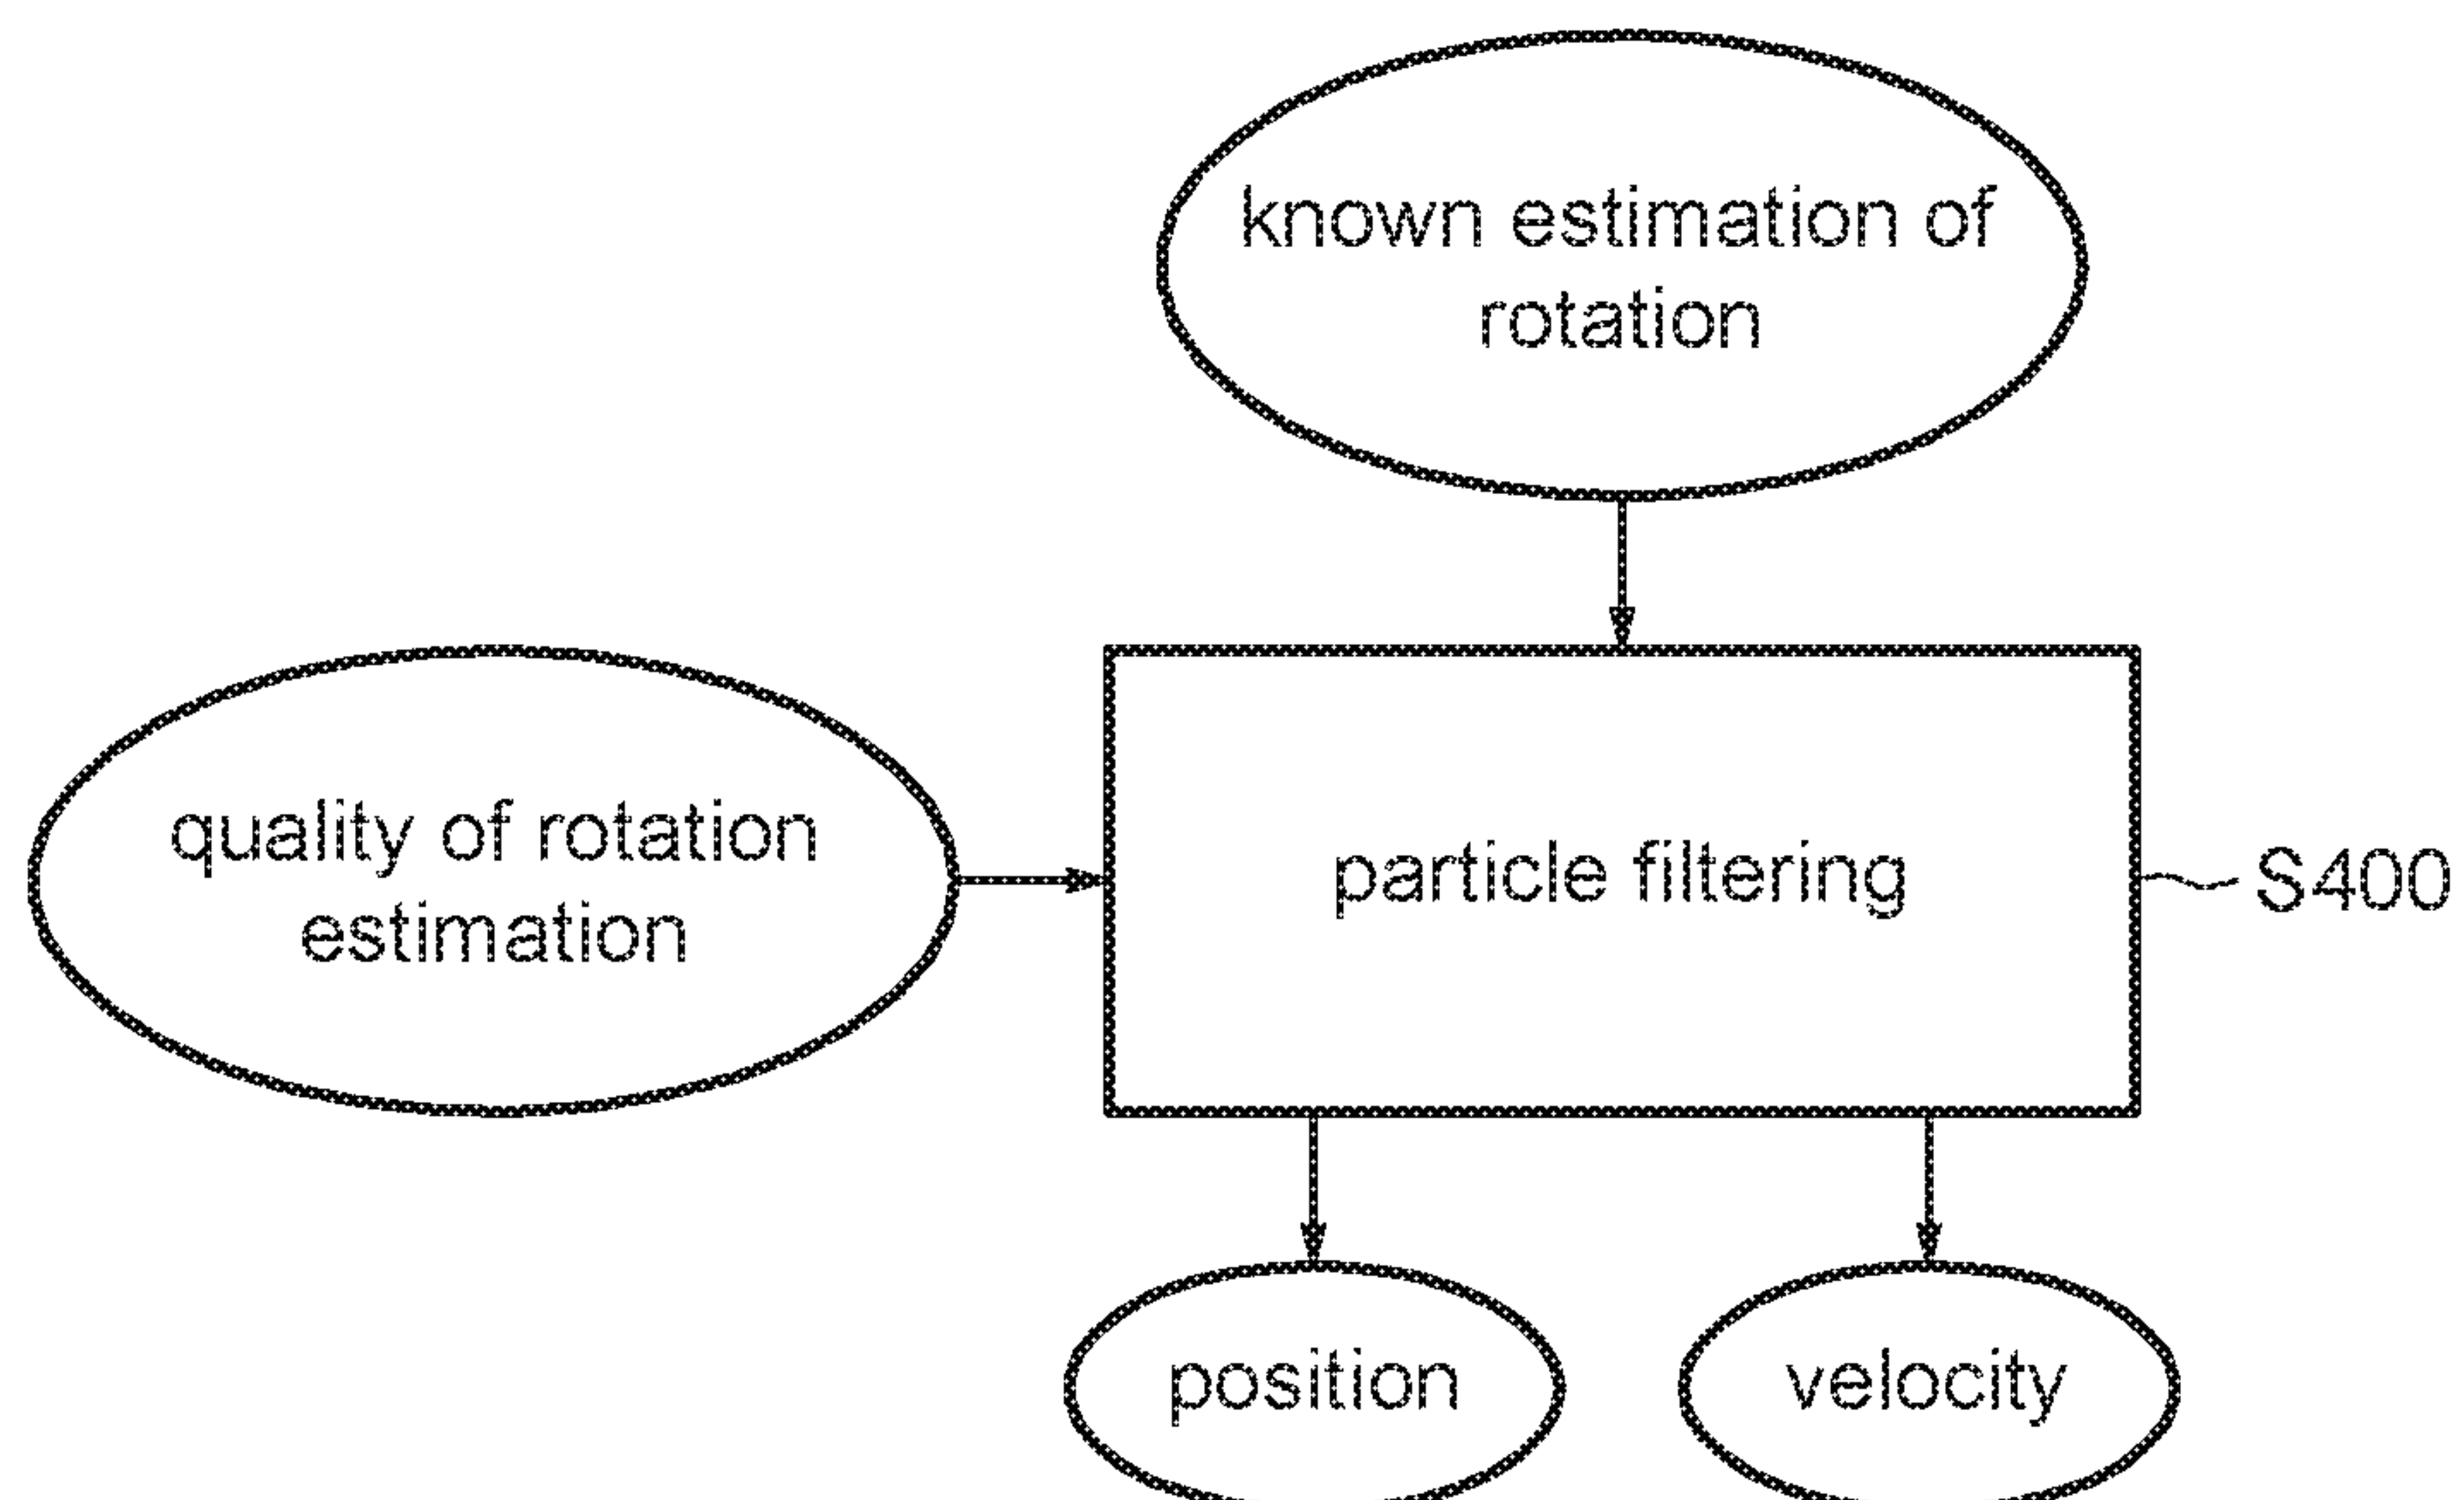 known estimation of
rotation
quality of rotation
estimation
particle filtering
S400
position
velocity